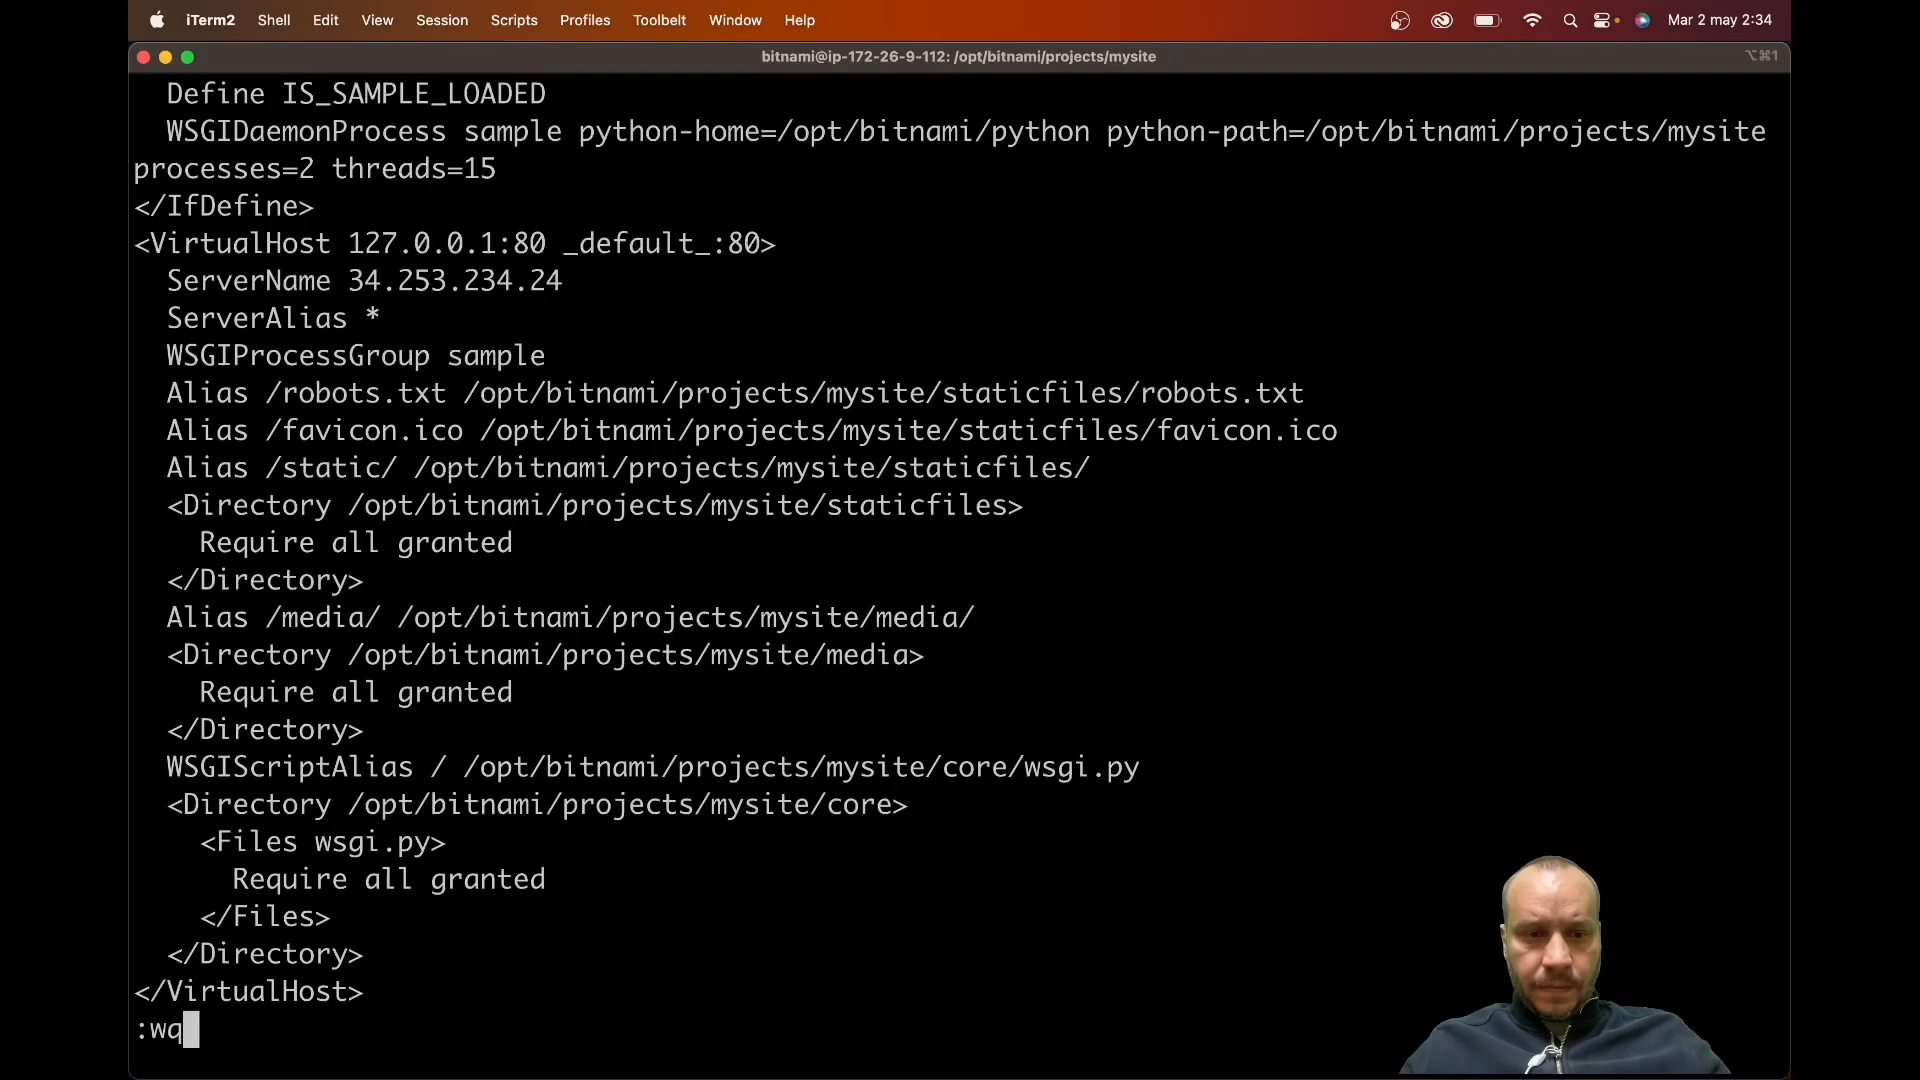 iTerm2 Shell Edit View Session Scripts Profiles Toolbelt Window Help Mar 2 may 2:34
bitnami@ip-172-26-9-112: /opt/bitnami/projects/mysite ⌥⌘1
Define IS_SAMPLE_LOADED
WSGIDaemonProcess sample python-home=/opt/bitnami/python python-path=/opt/bitnami/projects/mysite
processes=2 threads=15
</IfDefine>
<VirtualHost 127.0.0.1:80 _default_:80>
ServerName 34.253.234.24
ServerAlias *
WSGIProcessGroup sample
Alias /robots.txt /opt/bitnami/projects/mysite/staticfiles/robots.txt
Alias /favicon.ico /opt/bitnami/projects/mysite/staticfiles/favicon.ico
Alias /static/ /opt/bitnami/projects/mysite/staticfiles/
<Directory /opt/bitnami/projects/mysite/staticfiles>
Require all granted
</Directory>
Alias /media/ /opt/bitnami/projects/mysite/media/
<Directory /opt/bitnami/projects/mysite/media>
Require all granted
</Directory>
WSGIScriptAlias / /opt/bitnami/projects/mysite/core/wsgi.py
<Directory /opt/bitnami/projects/mysite/core>
<Files wsgi.py>
Require all granted
</Files>
</Directory>
</VirtualHost>
:wq